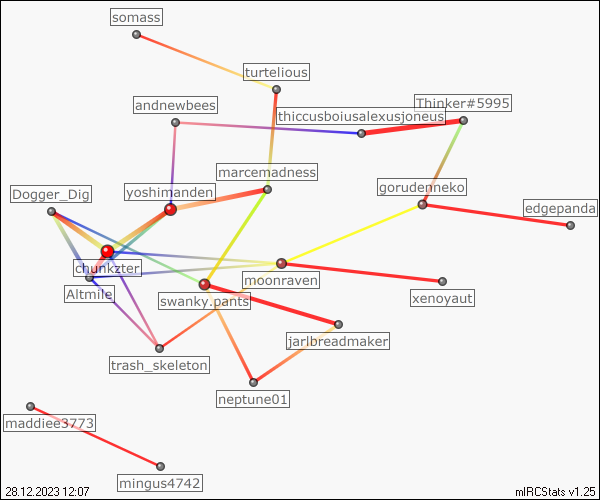 somass
turtelious
andnewbees
Thinker#5995
thiccusboiusalexusjoneus
marcemadness
Dogger_Dig
yoshimanden
gorudenneko
edgepanda
chunkzter
Altmile
moonraven
swanky.pants
xenoyaut
jarlbreadmaker
trash_skeleton
neptune01
maddiee3773
mingus4742
28.12.2023 12:07
mIRCStats v1.25